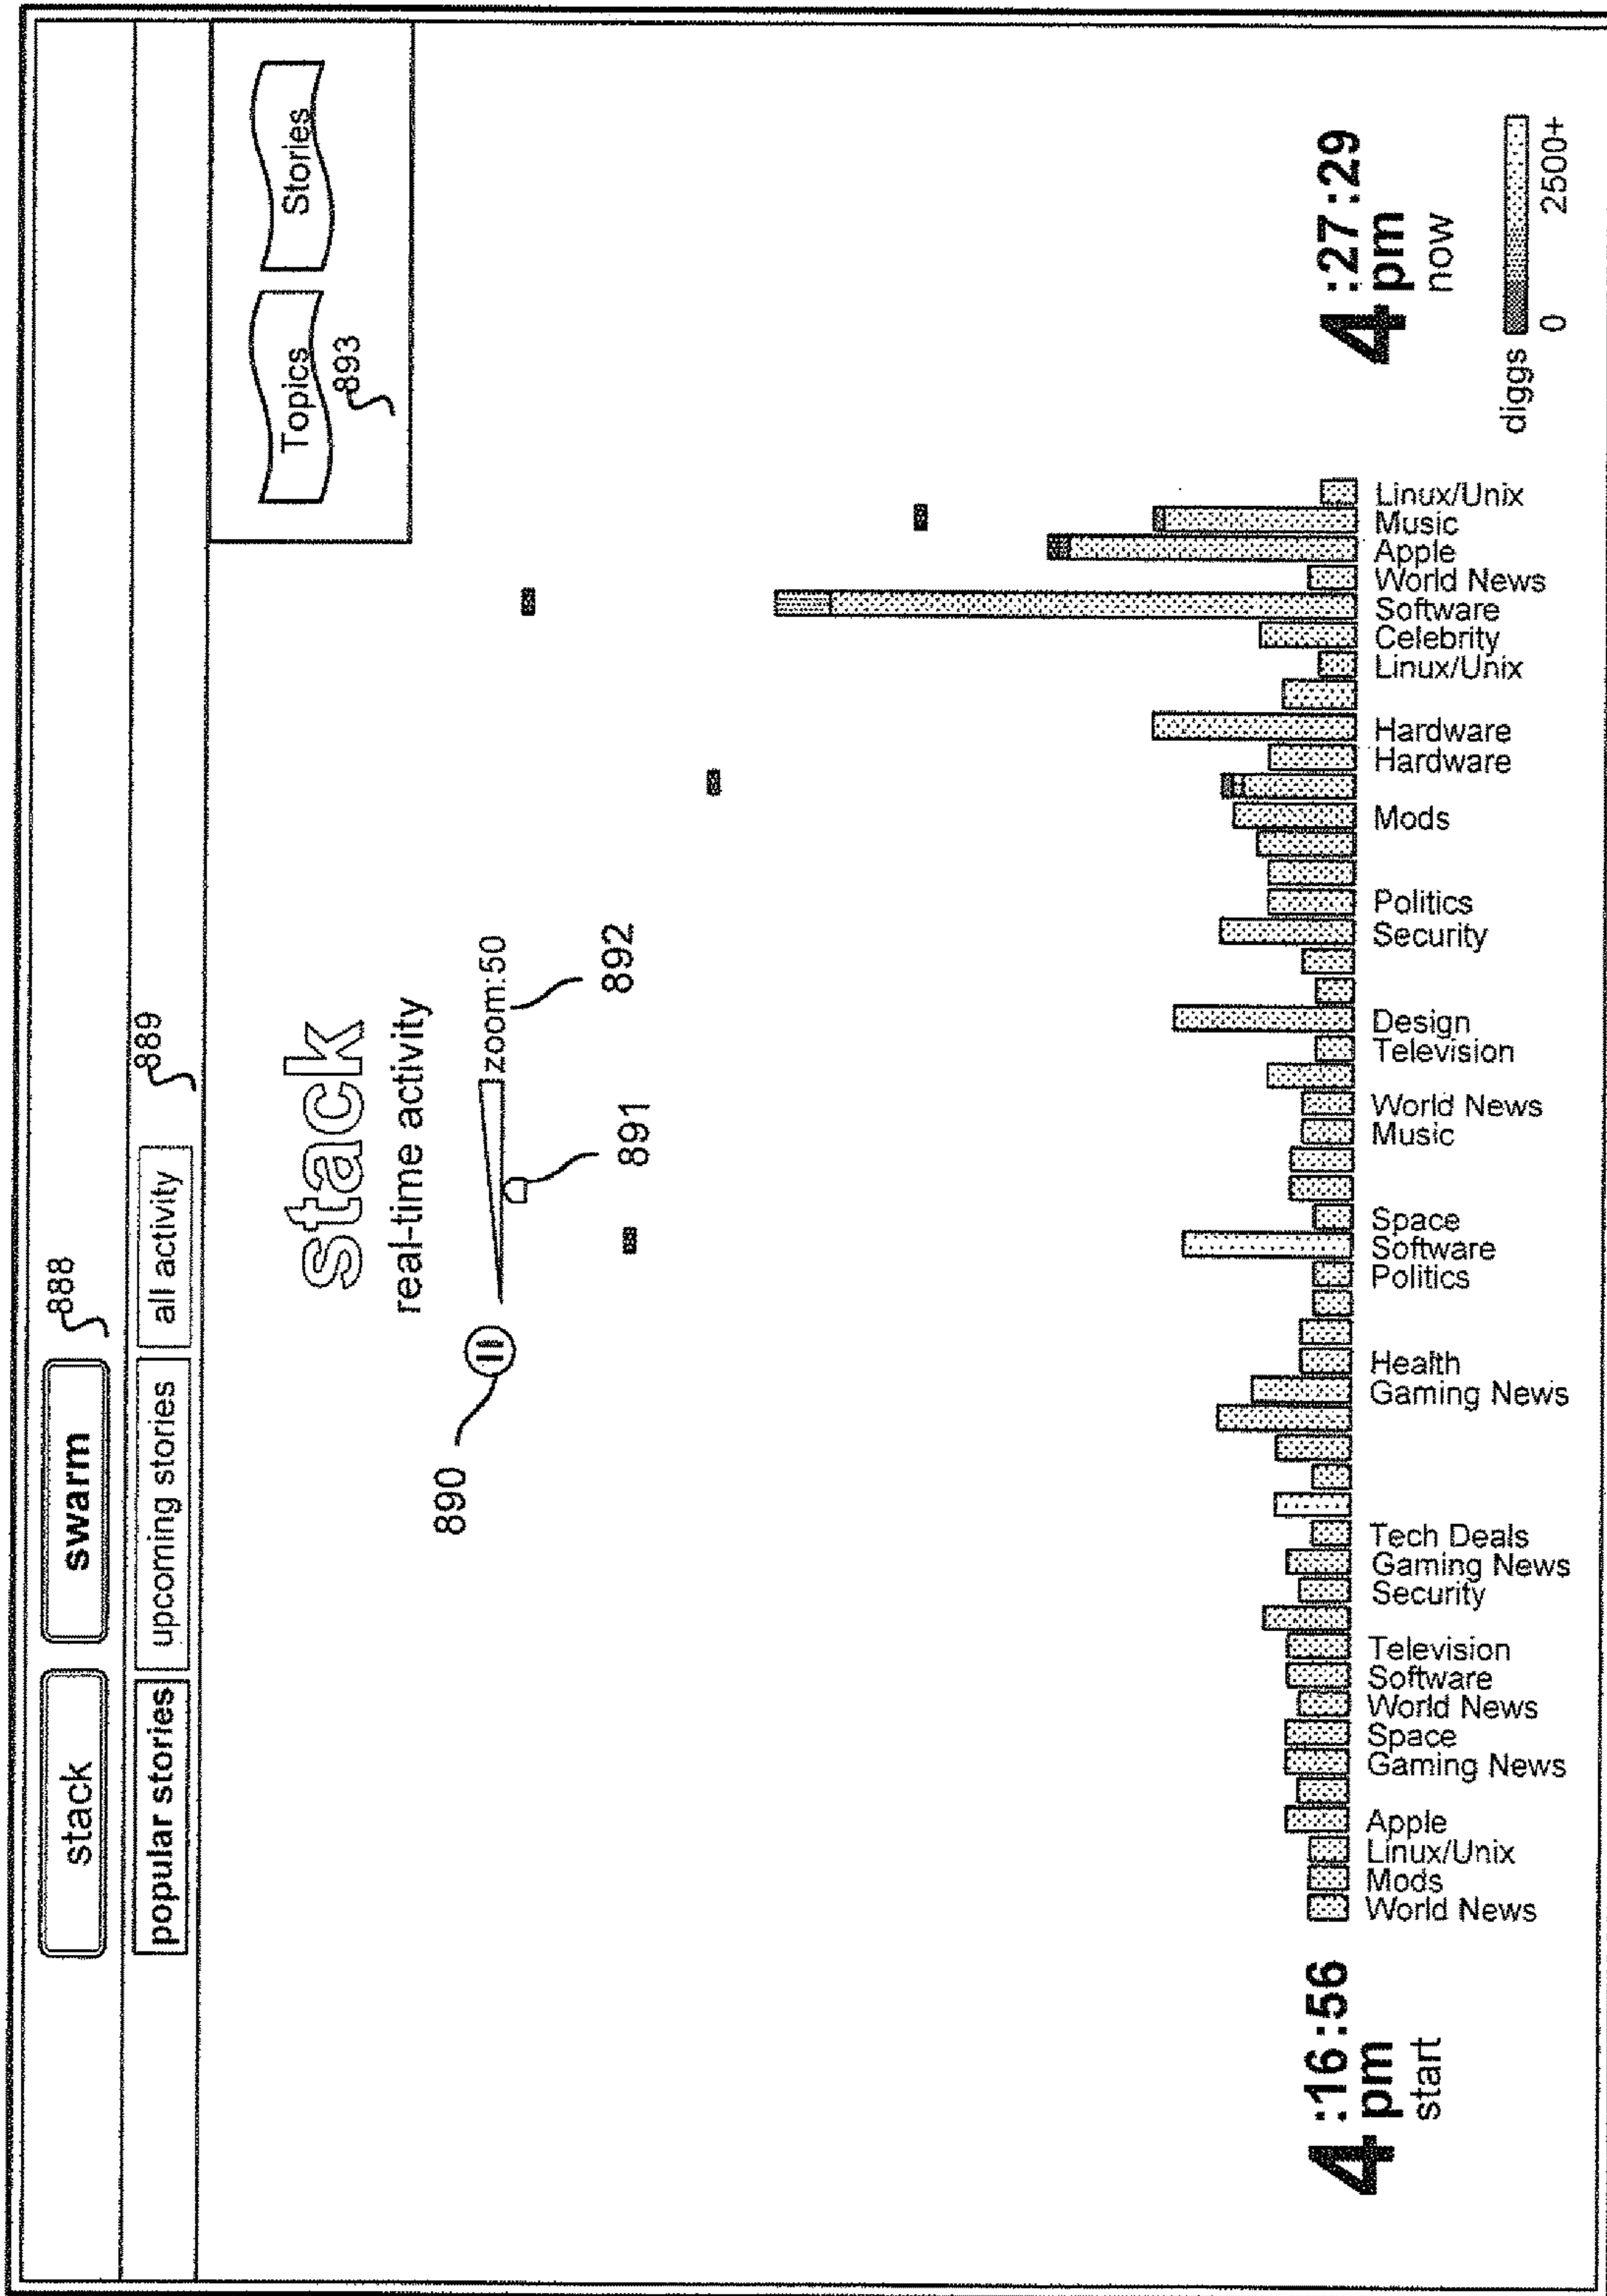 stack
swarm
888
popular stories
upcoming stories
all activity
889
Topics
Stories
893
stack
real-time activity
890
zoom:50
891
892
4:16:56
pm
start
World News
Mods
Linux/Unix
Apple
Gaming News
Space
World News
Software
Television
Security
Gaming News
Tech Deals
Gaming News
Health
Politics
Software
Space
Music
World News
Television
Design
Security
Politics
Mods
Hardware
Hardware
Linux/Unix
Celebrity
Software
World News
Apple
Music
Linux/Unix
4:27:29
pm
now
diggs
0
2500+